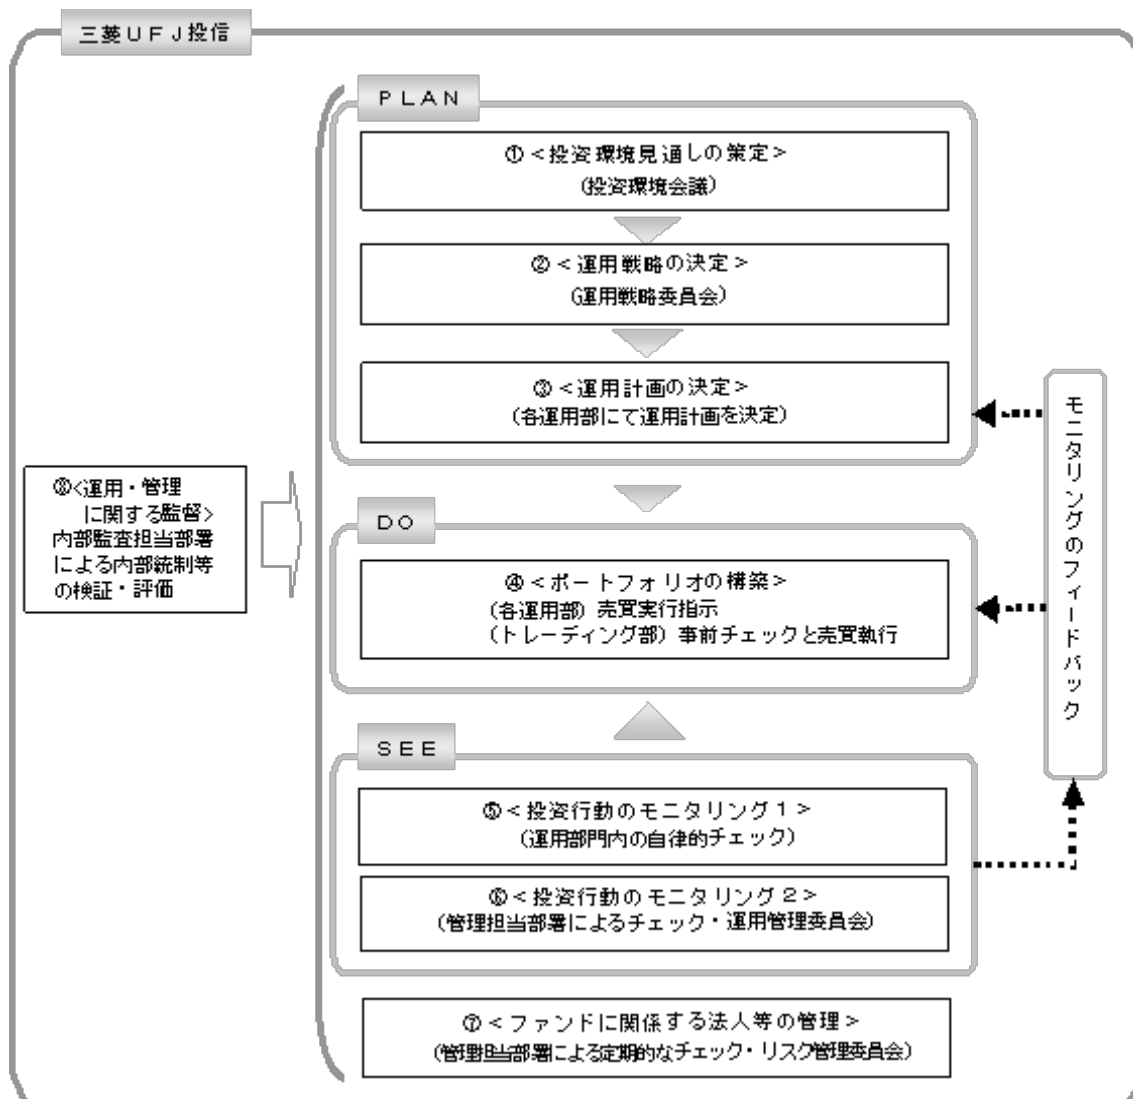 三菱UFJ投信
PLAN
①<投資環境見通しの策定>
(投資環境会議)
②<運用戦略の決定>
(運用戦略委員会)
③<運用計画の決定>
(各運用部にて運用計画を決定)
⑧<運用・管理
に関する監督>
内部監査担当部署
による内部統制等
の検証・評価
DO
④<ポートフォリオの構築>
(各運用部) 売買実行指示
(トレーディング部) 事前チェックと売買執行
モニタリングのフィードバック
SEE
⑤<投資行動のモニタリング1>
(運用部門内の自律的チェック)
⑥<投資行動のモニタリング2>
(管理担当部署によるチェック・運用管理委員会)
⑦<ファンドに関係する法人等の管理>
(管理担当部署による定期的なチェック・リスク管理委員会)